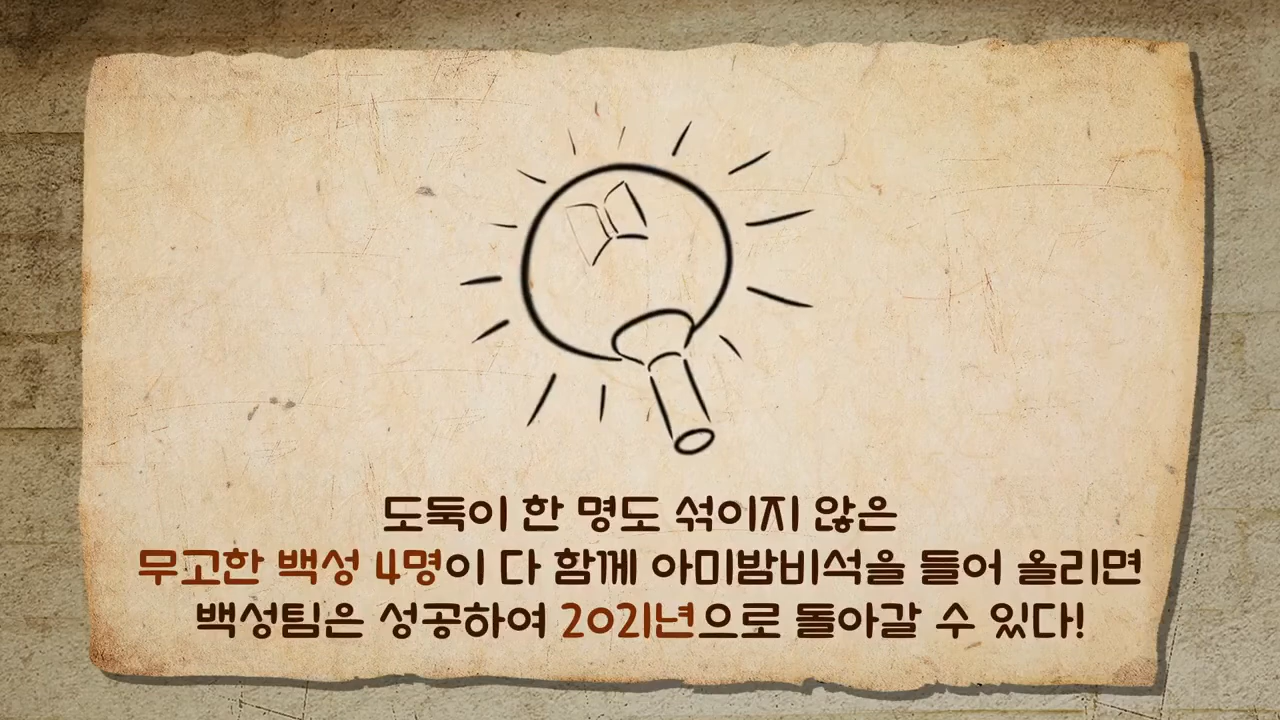 도둑이 한 명도 섞이지 않은
무고한 백성 4명이 다 함께 아미밤비석을 들어 올리면
백성팀은 성공하여 2021년으로 돌아갈 수 있다!